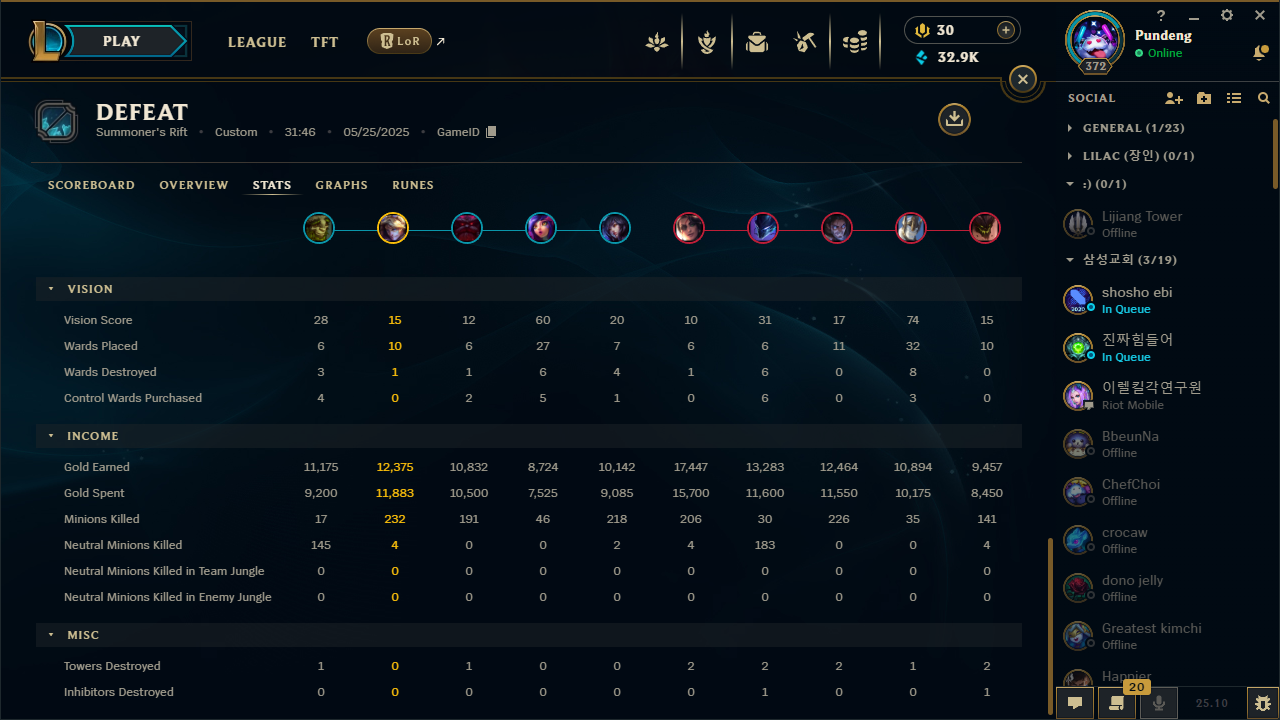 PLAY
LEAGUE
TFT
LoR
30
32.9K
?
Pundeng
Online
372
DEFEAT
Summoner's Rift • Custom • 31:46 • 05/25/2025 • GameID
SCOREBOARD OVERVIEW STATS GRAPHS RUNES
VISION
Vision Score 28 15 12 60 20 10 31 17 74 15
Wards Placed 6 10 6 27 7 6 6 11 32 10
Wards Destroyed 3 1 1 6 4 1 6 0 8 0
Control Wards Purchased 4 0 2 5 1 0 6 0 3 0
INCOME
Gold Earned 11,175 12,375 10,832 8,724 10,142 17,447 13,283 12,464 10,894 9,457
Gold Spent 9,200 11,883 10,500 7,525 9,085 15,700 11,600 11,550 10,175 8,450
Minions Killed 17 232 191 46 218 206 30 226 35 141
Neutral Minions Killed 145 4 0 0 2 4 183 0 0 4
Neutral Minions Killed in Team Jungle 0 0 0 0 0 0 0 0 0 0
Neutral Minions Killed in Enemy Jungle 0 0 0 0 0 0 0 0 0 0
MISC
Towers Destroyed 1 0 1 0 0 2 2 2 1 2
Inhibitors Destroyed 0 0 0 0 0 0 1 0 0 1
SOCIAL
GENERAL (1/23)
LILAC (장인) (0/1)
:) (0/1)
Lijiang Tower
Offline
삼성교회 (3/19)
shosho ebi
In Queue
2020
진짜힘들어
In Queue
이렐킬각연구원
Riot Mobile
BbeunNa
Offline
ChefChoi
Offline
crocaw
Offline
dono jelly
Offline
Greatest kimchi
Offline
Happier
20
25.10